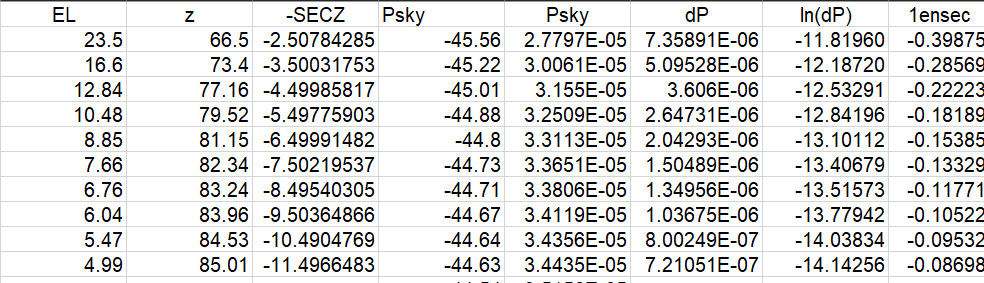 EL z -SECZ Psky Psky dP ln(dP) 1ensec
23.5 66.5 -2.50784285 -45.56 2.7797E-05 7.35891E-06 -11.81960 -0.39875
16.6 73.4 -3.50031753 -45.22 3.0061E-05 5.09528E-06 -12.18720 -0.28569
12.84 77.16 -4.49985817 -45.01 3.155E-05 3.606E-06 -12.53291 -0.22223
10.48 79.52 -5.49775903 -44.88 3.2509E-05 2.64731E-06 -12.84196 -0.18189
8.85 81.15 -6.49991482 -44.8 3.3113E-05 2.04293E-06 -13.10112 -0.15385
7.66 82.34 -7.50219537 -44.73 3.3651E-05 1.50489E-06 -13.40679 -0.13329
6.76 83.24 -8.49540305 -44.71 3.3806E-05 1.34956E-06 -13.51573 -0.11771
6.04 83.96 -9.50364866 -44.67 3.4119E-05 1.03675E-06 -13.77942 -0.10522
5.47 84.53 -10.4904769 -44.64 3.4356E-05 8.00249E-07 -14.03834 -0.09532
4.99 85.01 -11.4966483 -44.63 3.4435E-05 7.21051E-07 -14.14256 -0.08698